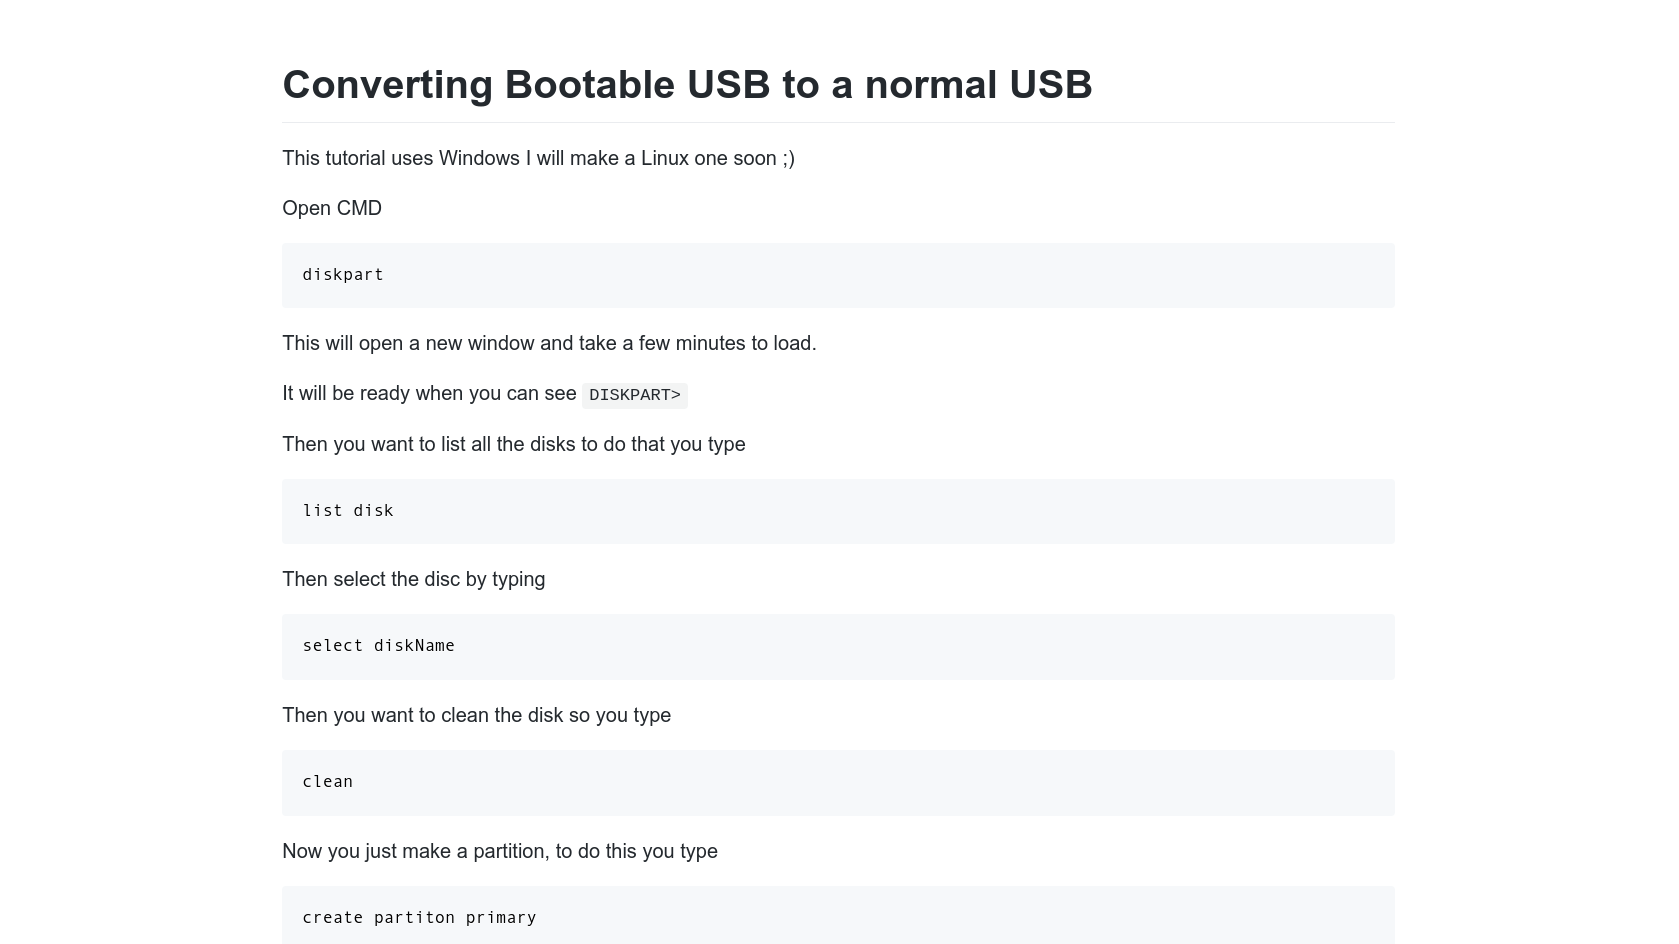 Converting Bootable USB to a normal USB
This tutorial uses Windows I will make a Linux one soon ;)
Open CMD
diskpart
This will open a new window and take a few minutes to load.
It will be ready when you can see DISKPART>
Then you want to list all the disks to do that you type
list disk
Then select the disc by typing
select diskName
Then you want to clean the disk so you type
clean
Now you just make a partition, to do this you type
create partiton primary